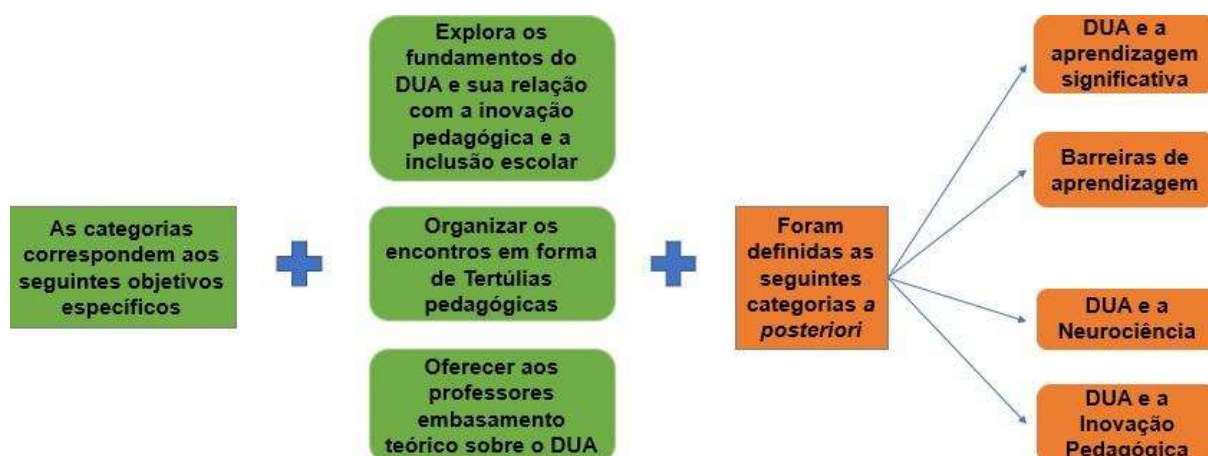 As categorias
correspondem aos
seguintes objetivos
específicos
Explora os
fundamentos do
DUA e sua relação
com a inovação
pedagógica e a
inclusão escolar
Organizar os
encontros em forma
de Tertúlias
pedagógicas
Oferecer aos
professores
embasamento
teórico sobre o DUA
Foram
definidas as
seguintes
categorias a
posteriori
DUA e a
aprendizagem
significativa
Barreiras de
aprendizagem
DUA e a
Neurociência
DUA e a
Inovação
Pedagógica